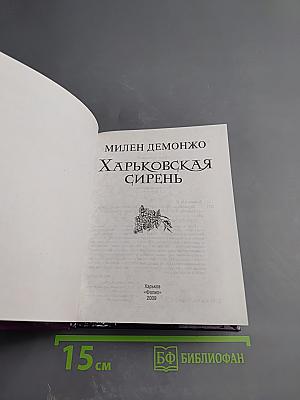 МИЛЕН ДЕМОНЖО
ХАРЬКОВСКАЯ
СИРЕНЬ
Харьков
«Фолио»
2009
15 см
БФ БИБЛИОФАН